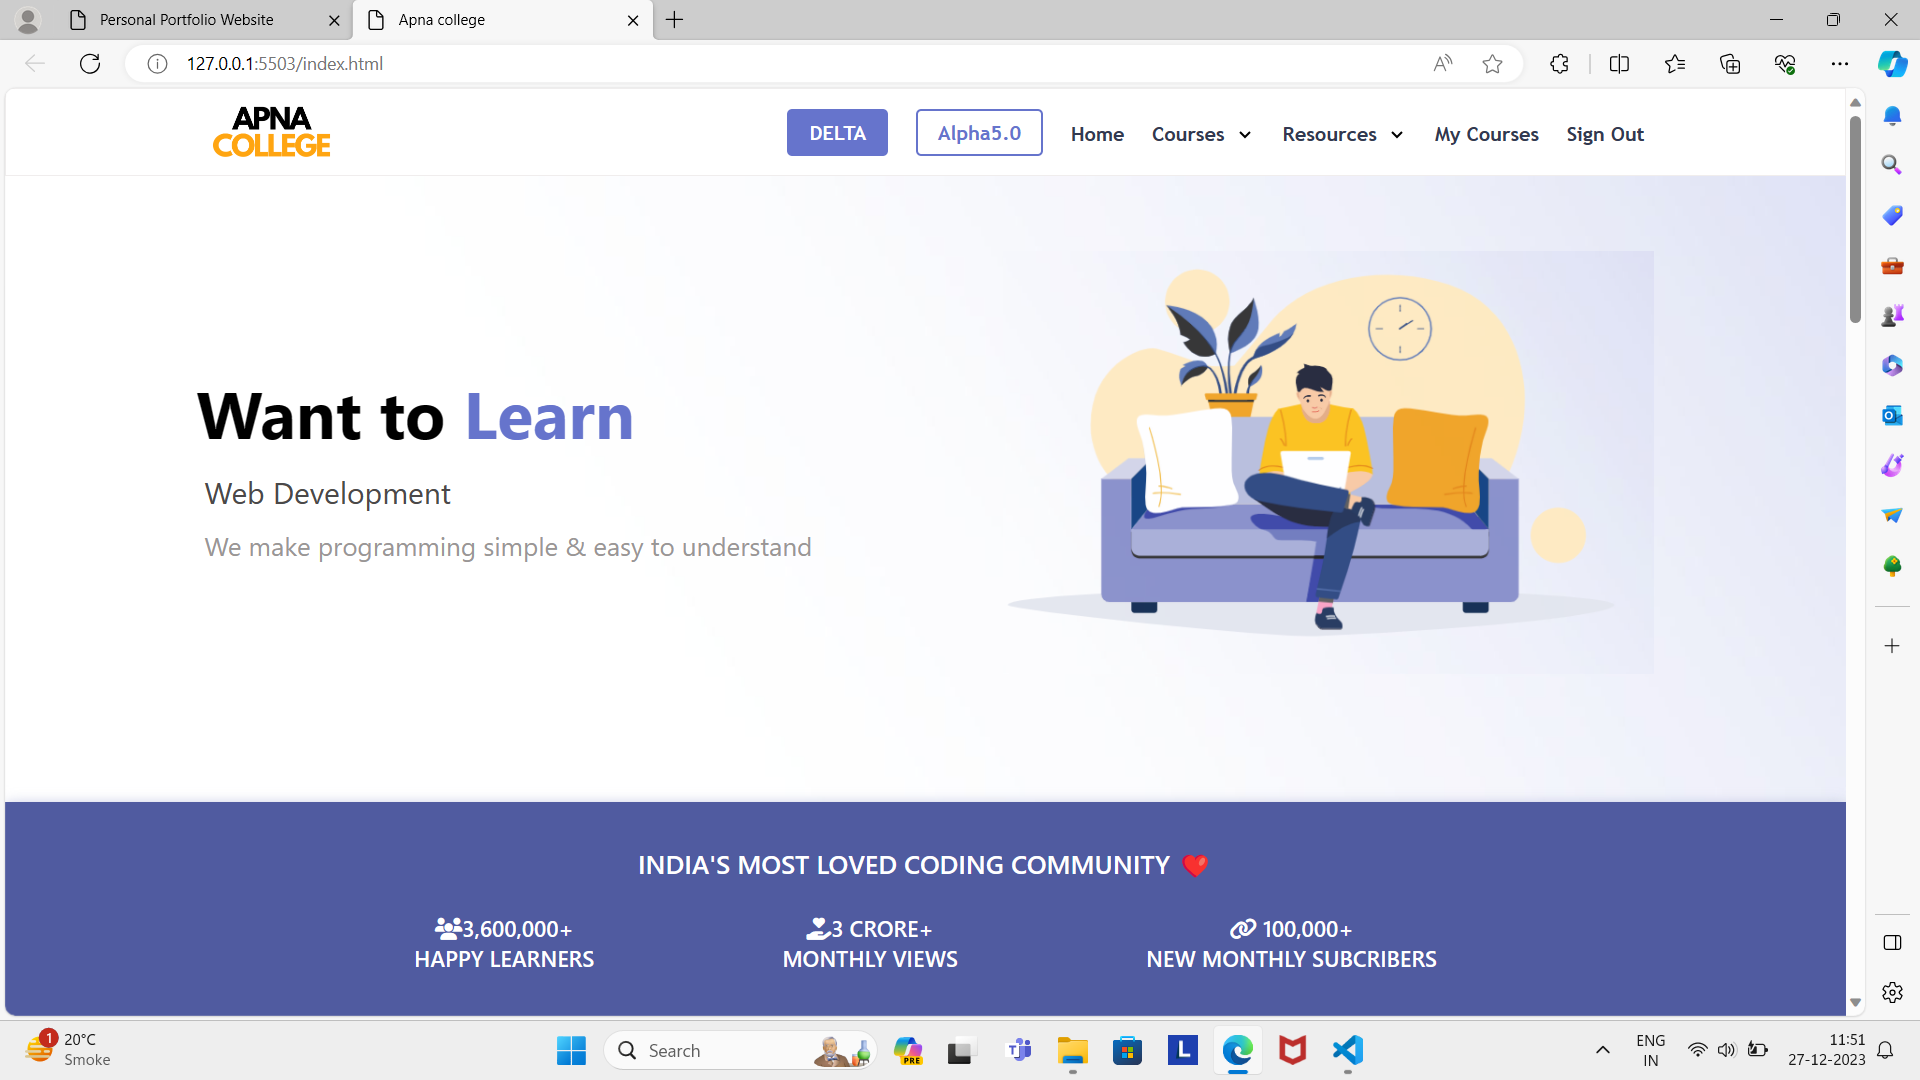 Personal Portfolio Website
Apna college
127.0.0.1:5503/index.html
APNA
COLLEGE
DELTA
Alpha5.0
Home
Courses
Resources
My Courses
Sign Out
Want to Learn
Web Development
We make programming simple & easy to understand
INDIA'S MOST LOVED CODING COMMUNITY
3,600,000+
HAPPY LEARNERS
3 CRORE+
MONTHLY VIEWS
100,000+
NEW MONTHLY SUBCRIBERS
1
20°C
Smoke
Search
PRE
L
ENG
IN
11:51
27-12-2023